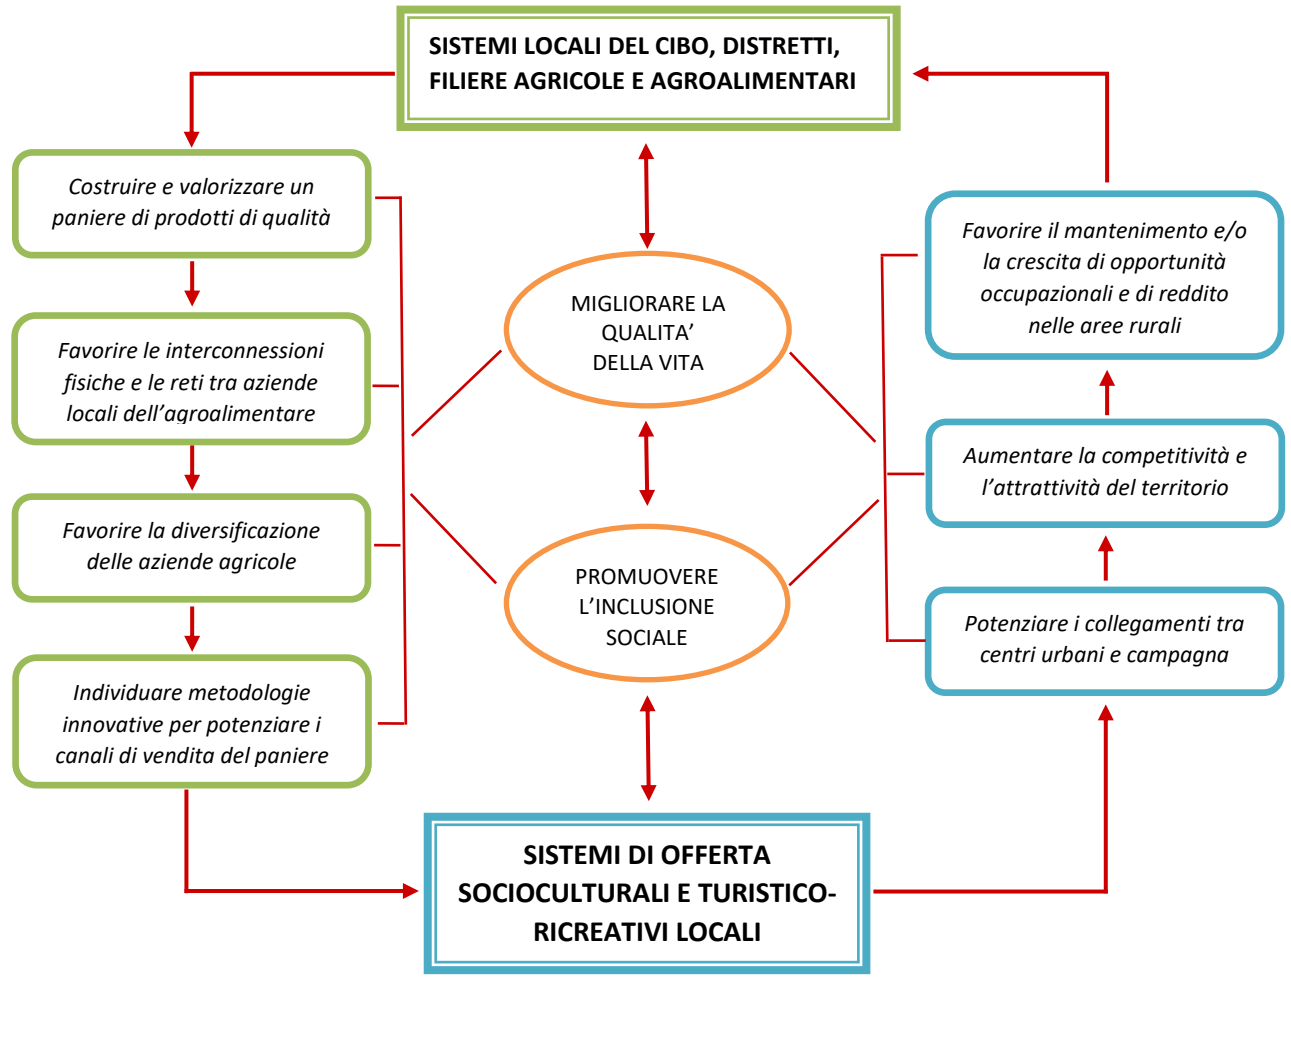 SISTEMI LOCALI DEL CIBO, DISTRETTI,
FILIERE AGRICOLE E AGROALIMENTARI
Costruire e valorizzare un
paniere di prodotti di qualità
Favorire le interconnessioni
fisiche e le reti tra aziende
locali dell’agroalimentare
Favorire la diversificazione
delle aziende agricole
Individuare metodologie
innovative per potenziare i
canali di vendita del paniere
MIGLIORARE LA
QUALITA’
DELLA VITA
PROMUOVERE
L’INCLUSIONE
SOCIALE
Favorire il mantenimento e/o
la crescita di opportunità
occupazionali e di reddito
nelle aree rurali
Aumentare la competitività e
l’attrattività del territorio
Potenziare i collegamenti tra
centri urbani e campagna
SISTEMI DI OFFERTA
SOCIOCULTURALI E TURISTICO-
RICREATIVI LOCALI